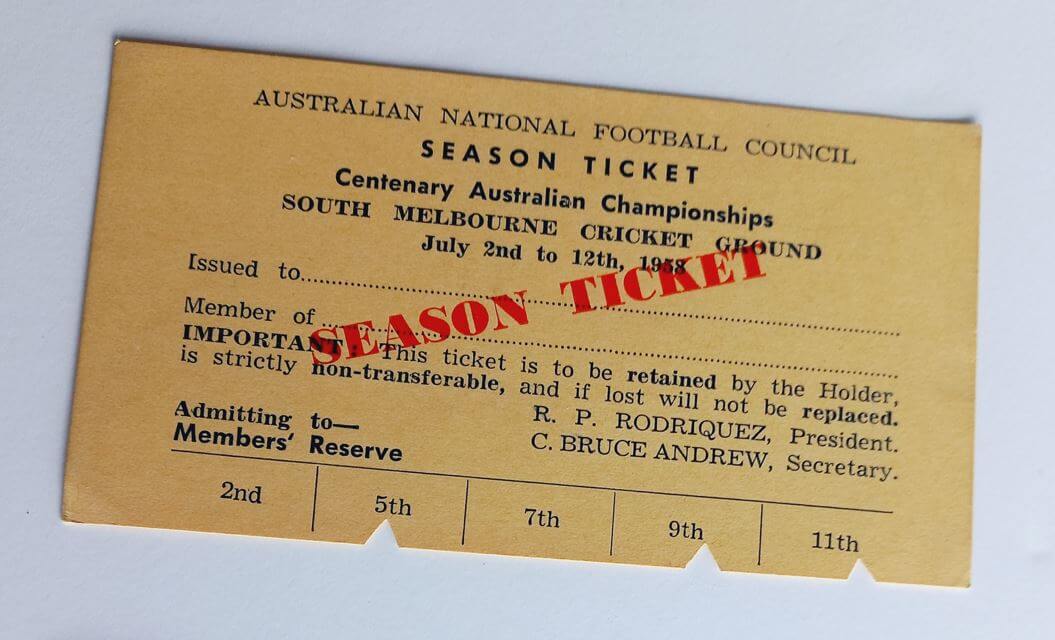 AUSTRALIAN NATIONAL FOOTBALL COUNCIL
SEASON TICKET
Centenary Australian Championships
SOUTH MELBOURNE CRICKET GROUND
July 2nd to 12th, 1958
SEASON TICKET
Issued to
Member of
IMPORTANT: This ticket is to be retained by the Holder,
is strictly non-transferable, and if lost will not be replaced.
R. P. RODRIQUEZ, President.
C. BRUCE ANDREW, Secretary.
Admitting to—
Members' Reserve
2nd 5th 7th 9th 11th